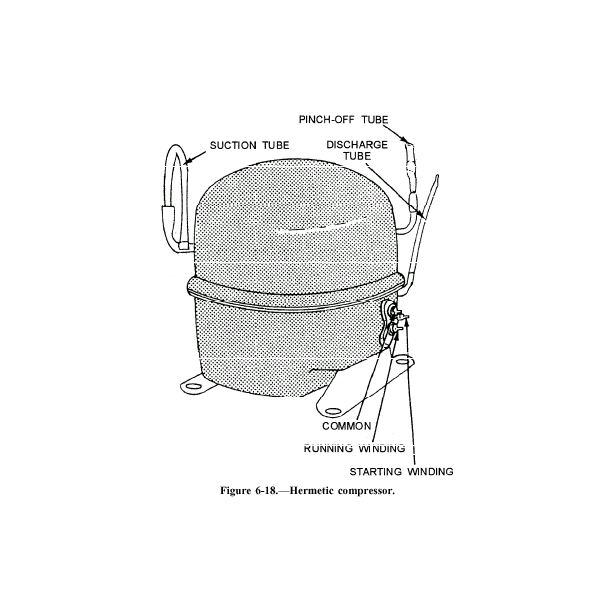 PINCH-OFF TUBE
SUCTION TUBE
DISCHARGE
TUBE
COMMON
RUNNING WINDING
STARTING WINDING
Figure 6-18.—Hermetic compressor.